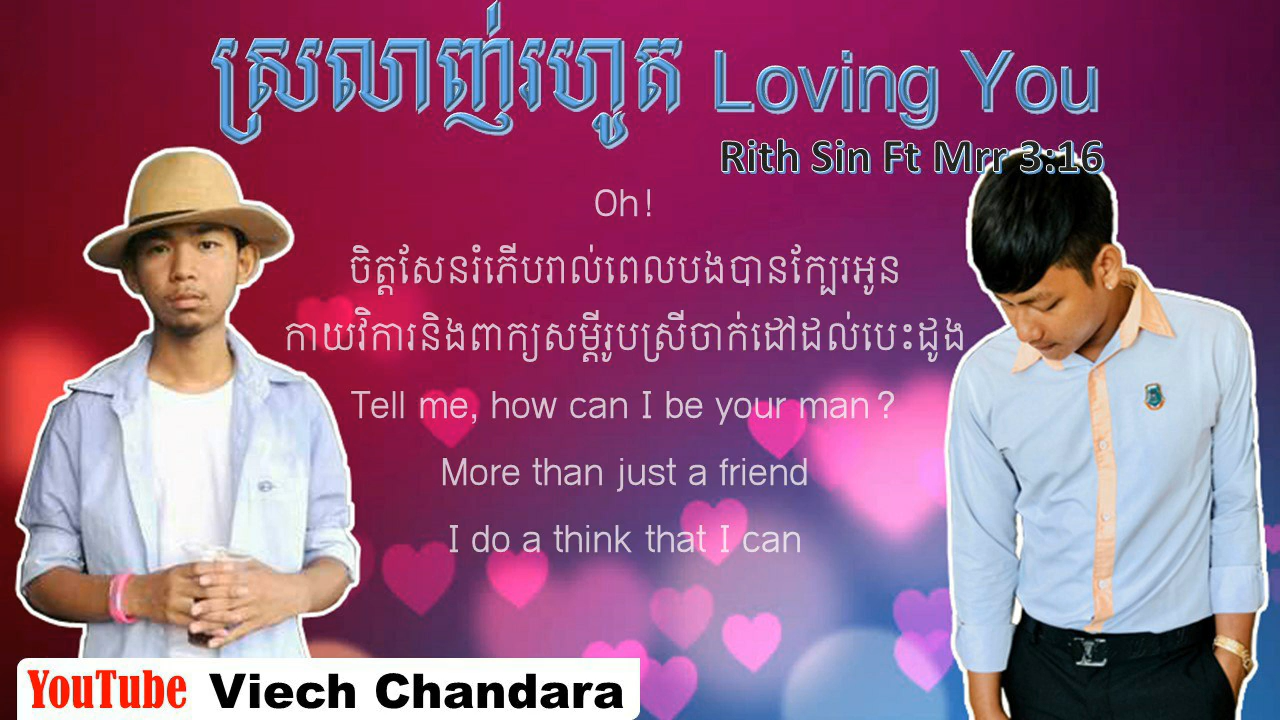 ស្រលាញ់រហូត Loving You
Rith Sin Ft Mrr 3:16
Oh!
ចិត្តសែនរំភើបរាល់ពេលបងបានក្បែរអូន
កាយវិការនិងពាក្យសម្ដីរូបស្រីចាក់ដៅដល់បេះដូង
Tell me, how can I be your man?
More than just a friend
I do a think that I can
YouTube Viech Chandara